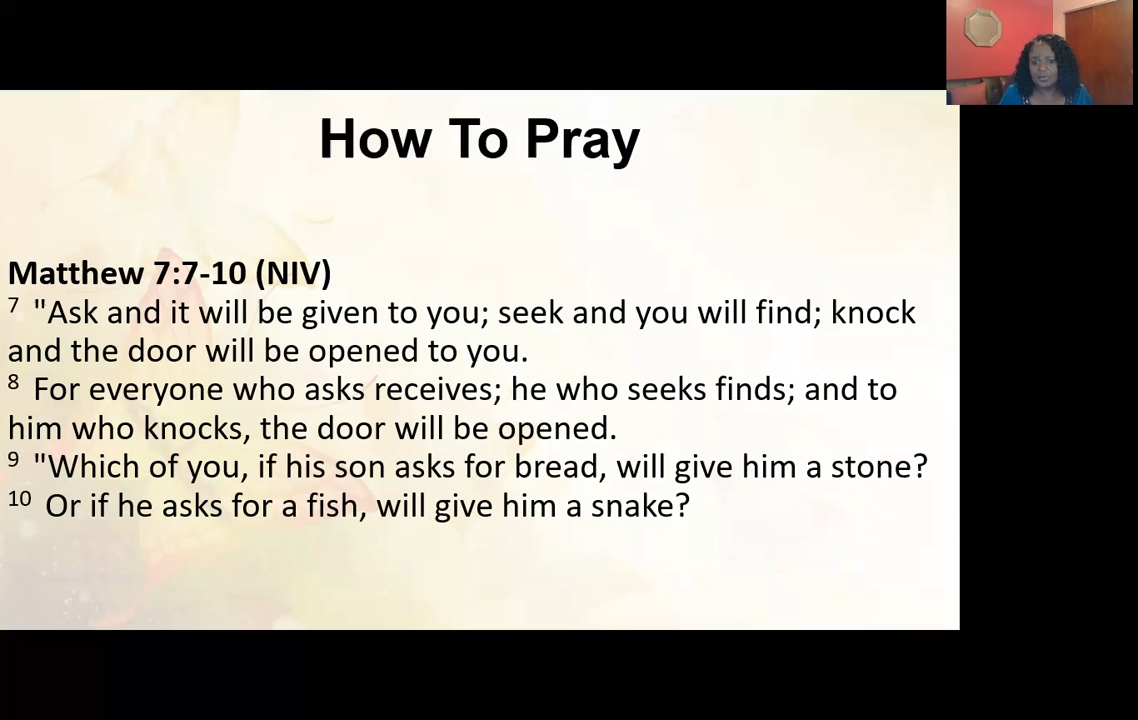 How To Pray
Matthew 7:7-10 (NIV)
7 "Ask and it will be given to you; seek and you will find; knock
and the door will be opened to you.
8 For everyone who asks receives; he who seeks finds; and to
him who knocks, the door will be opened.
9 "Which of you, if his son asks for bread, will give him a stone?
10 Or if he asks for a fish, will give him a snake?